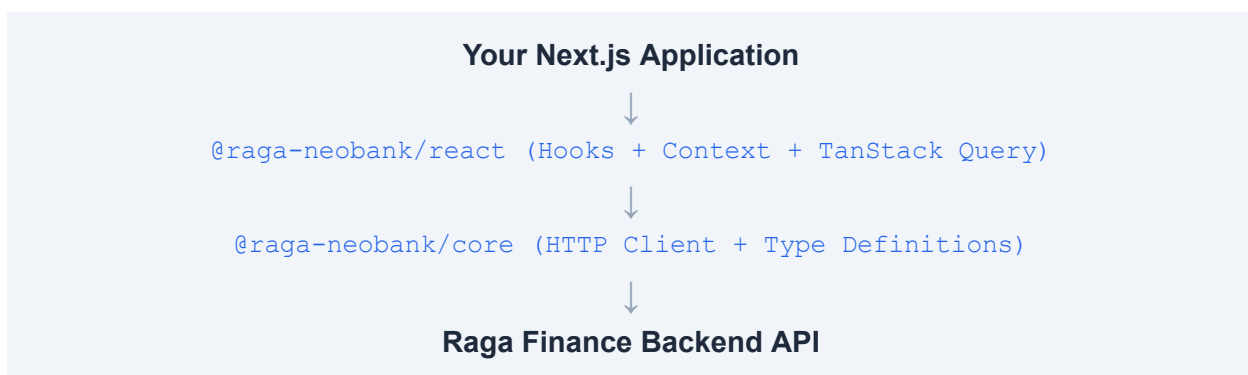 Your Next.js Application
↓
@raga-neobank/react (Hooks + Context + TanStack Query)
↓
@raga-neobank/core (HTTP Client + Type Definitions)
↓
Raga Finance Backend API